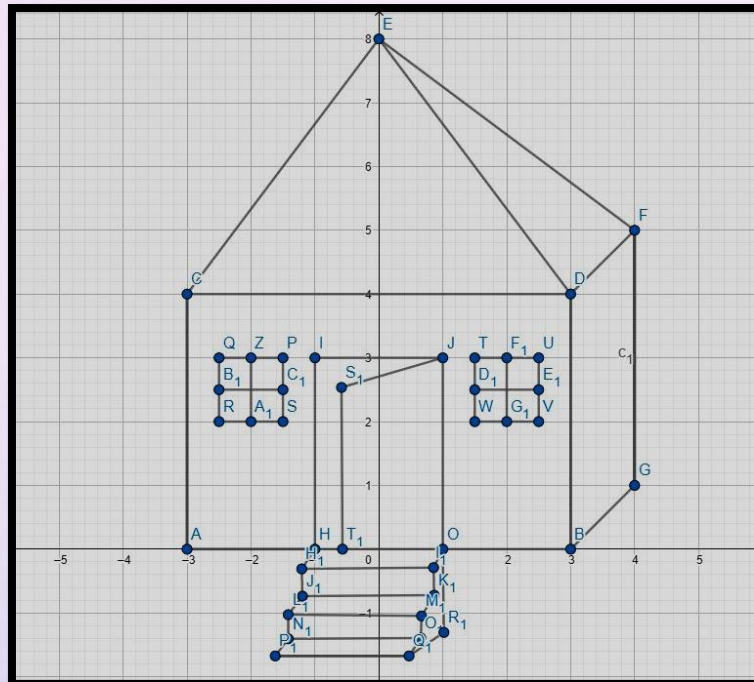 E
8
7
6
F
5
C
D
4
Q Z P I J T F₁ U
3
c₁
B₁ C₁ S₁ D₁ E₁
R A₁ S W G₁ V
2
G
1
A H T₁ O B
−5 −4 −3 −2 −1 0 1 2 3 4 5
H₁ I₁
J₁ K₁
L₁ M₁
−1
N₁ O₁ R₁
P₁ Q₁